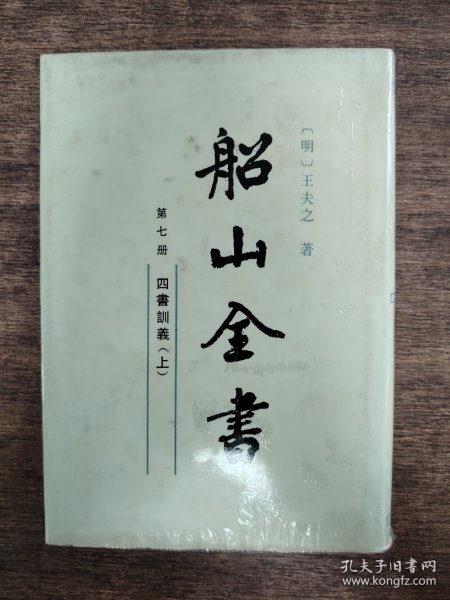 〔明〕王夫之 著
船山全書
第七册 四書訓義（上）
孔夫子旧书网
www.kongfz.com